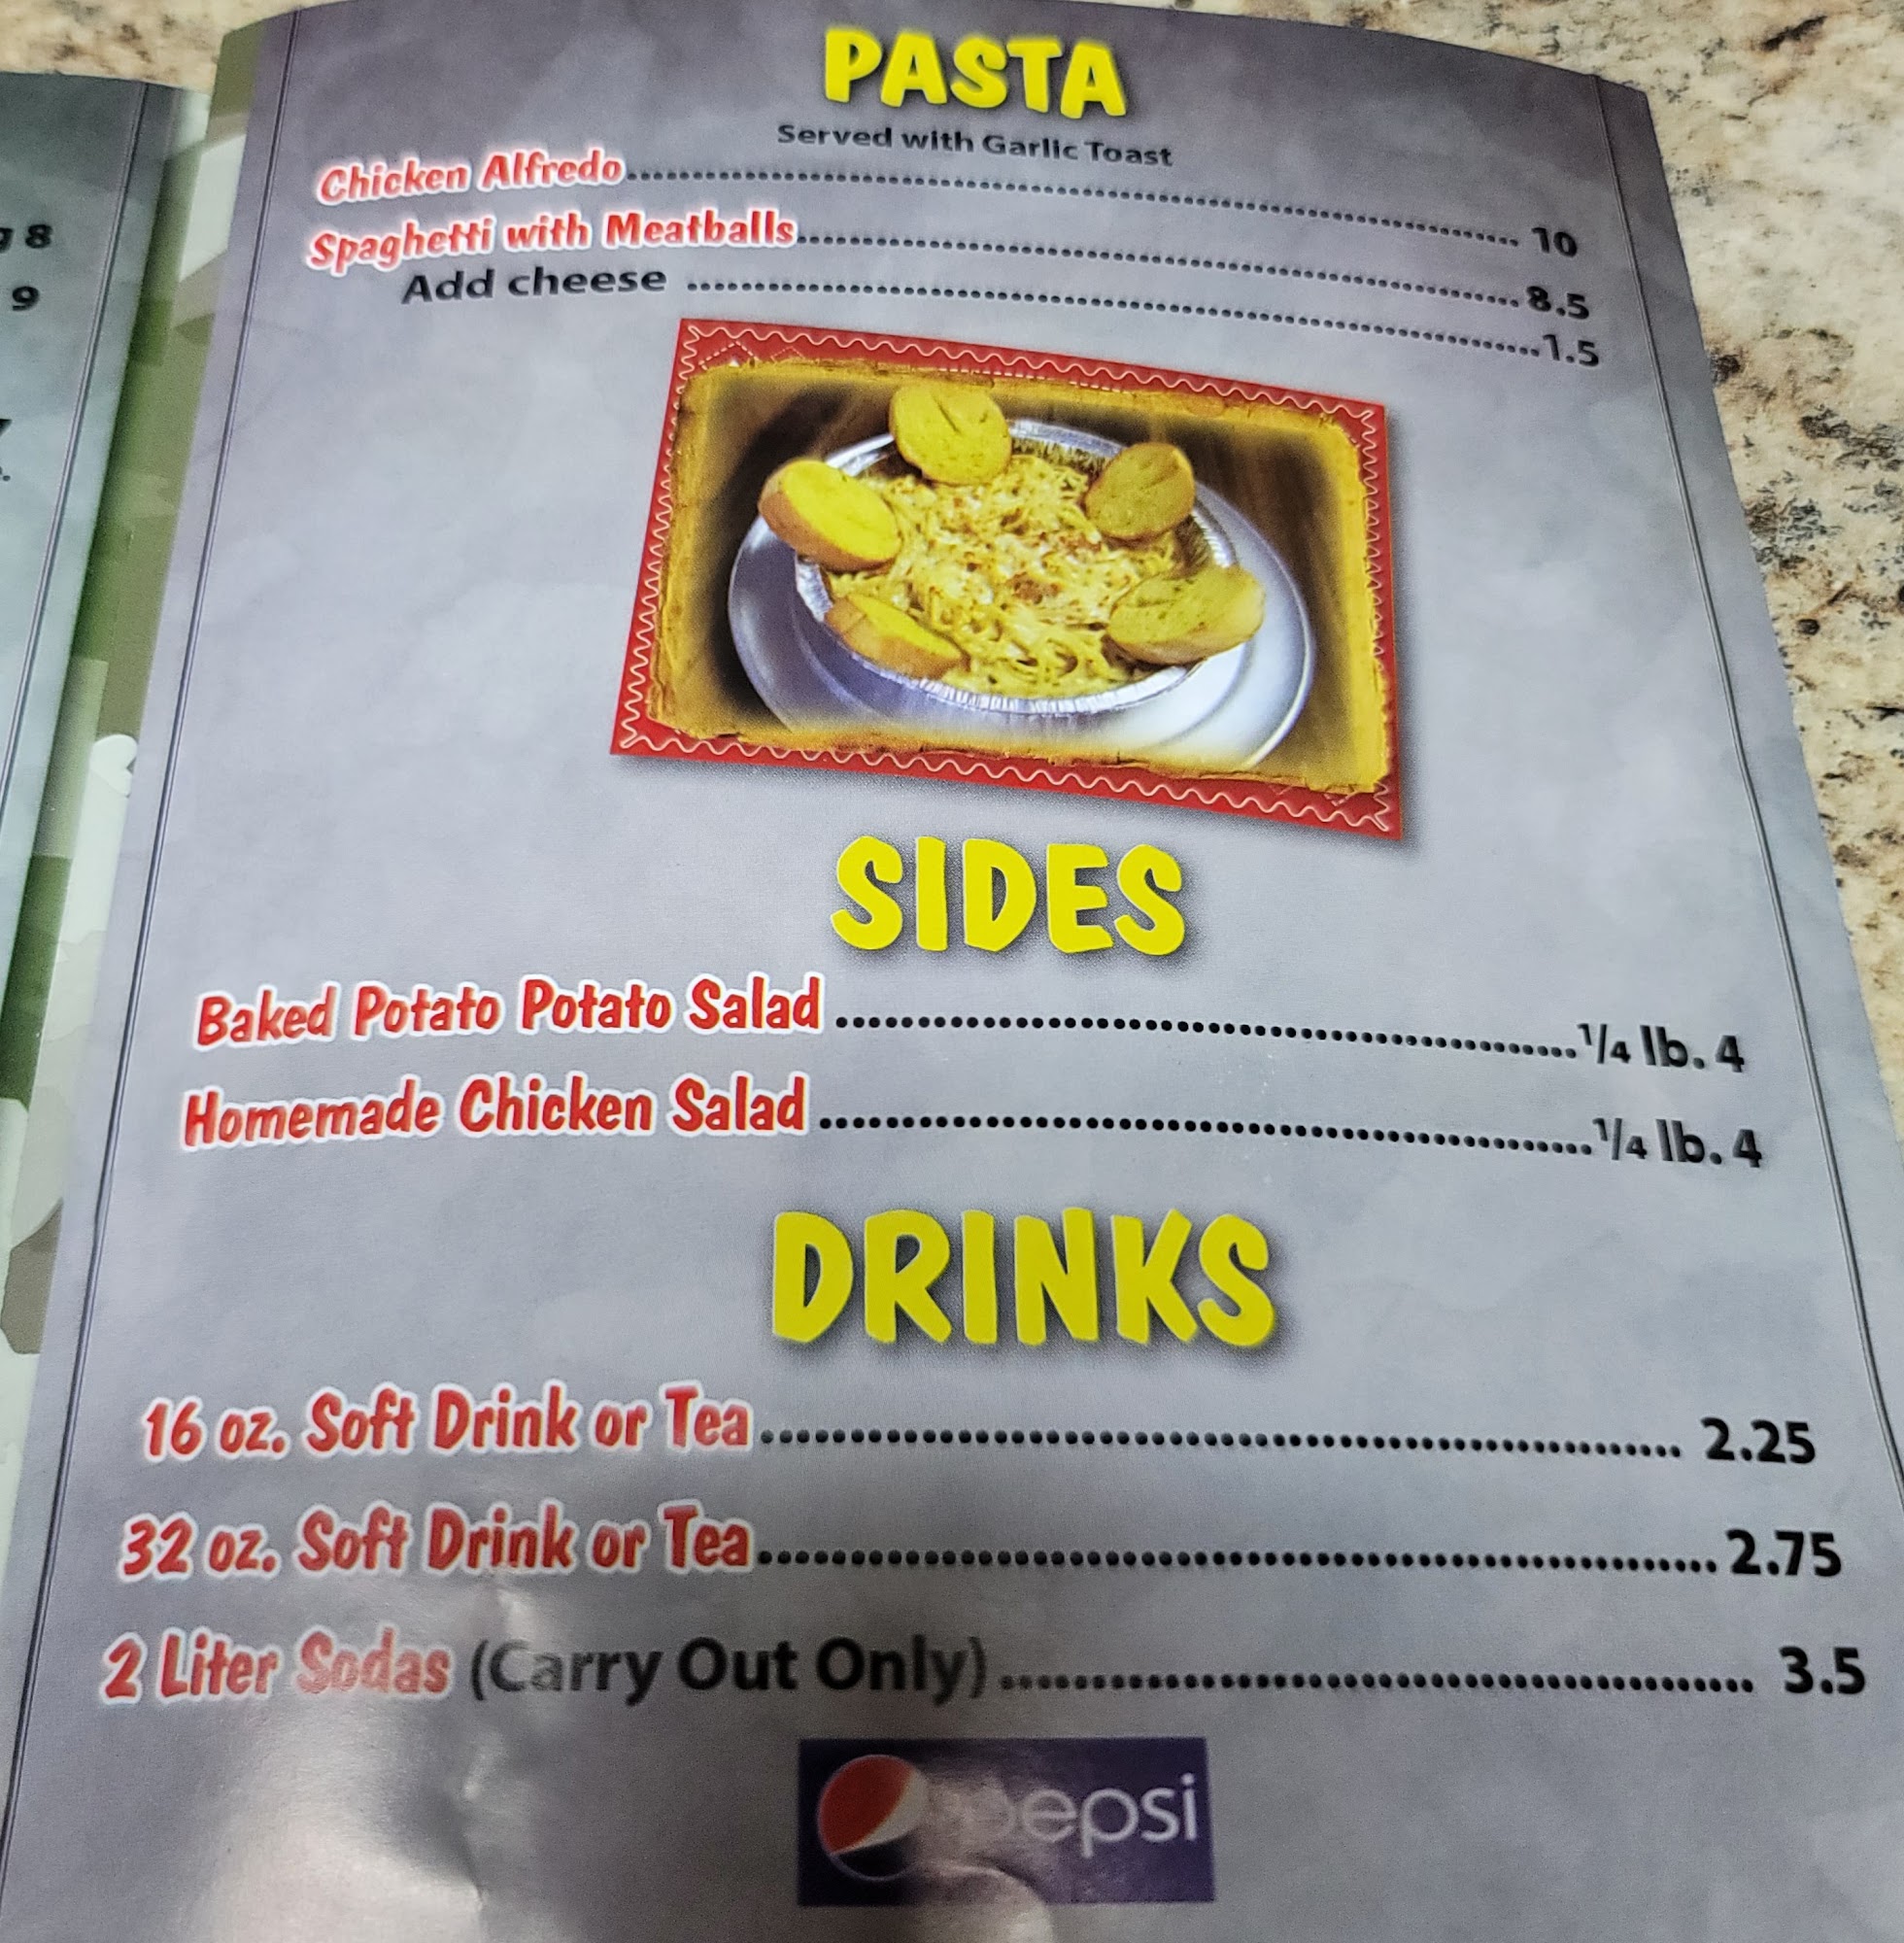 8
9
PASTA
Served with Garlic Toast
Chicken Alfredo.......... 10
Spaghetti with Meatballs..........8.5
Add cheese ..........1.5
SIDES
Baked Potato Potato Salad ..........1/4 lb. 4
Homemade Chicken Salad ..........1/4 lb. 4
DRINKS
16 oz. Soft Drink or Tea.......... 2.25
32 oz. Soft Drink or Tea..........2.75
2 Liter Sodas (Carry Out Only).......... 3.5
pepsi